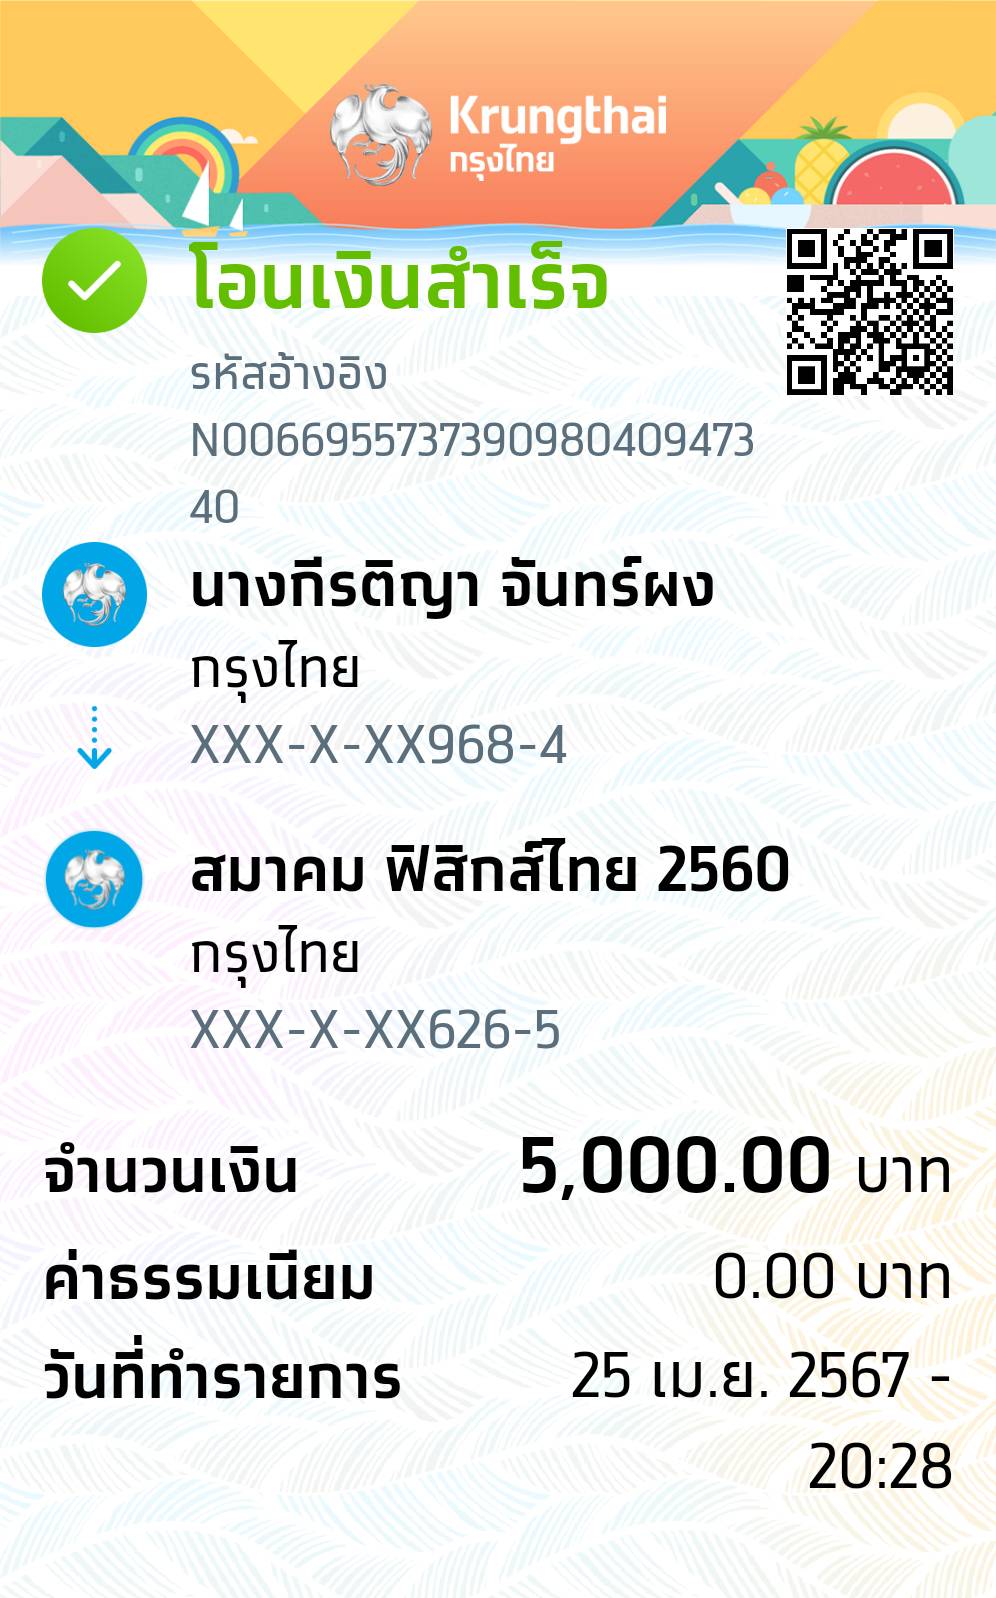 Krungthai
กรุงไทย
โอนเงินสำเร็จ
รหัสอ้างอิง
N0066955737390980409473
40
นางกีรติญา จันทร์ผง
กรุงไทย
XXX-X-XX968-4
สมาคม ฟิสิกส์ไทย 2560
กรุงไทย
XXX-X-XX626-5
จำนวนเงิน 5,000.00 บาท
ค่าธรรมเนียม 0.00 บาท
วันที่ทำรายการ 25 เม.ย. 2567 -
20:28